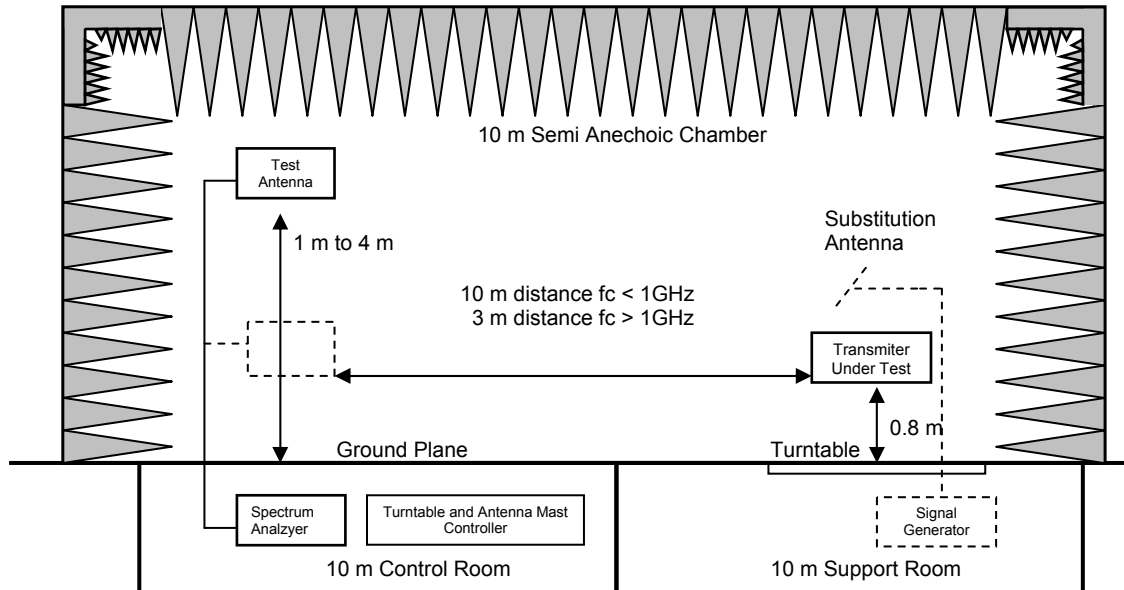 10 m Semi Anechoic Chamber
Test
Antenna
1 m to 4 m
Substitution
Antenna
10 m distance fc < 1GHz
3 m distance fc > 1GHz
Transmiter
Under Test
0.8 m
Ground Plane
Turntable
Spectrum
Analzyer
Turntable and Antenna Mast
Controller
Signal
Generator
10 m Control Room
10 m Support Room